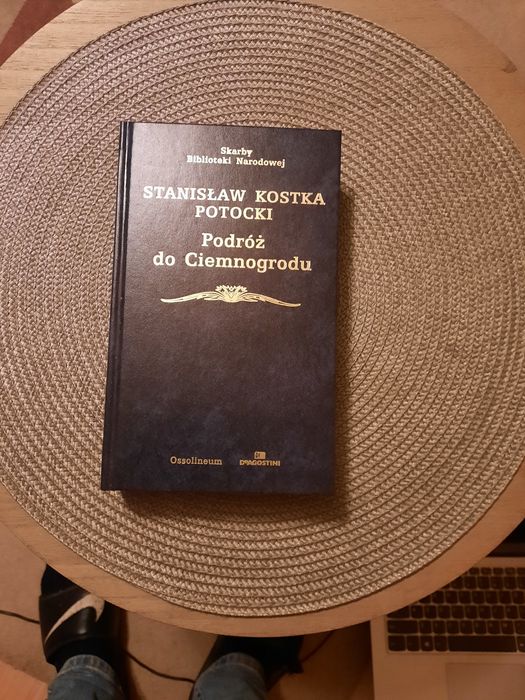 Skarby
Biblioteki Narodowej
STANISŁAW KOSTKA
POTOCKI
Podróż
do Ciemnogrodu
Ossolineum
DeAGOSTINI